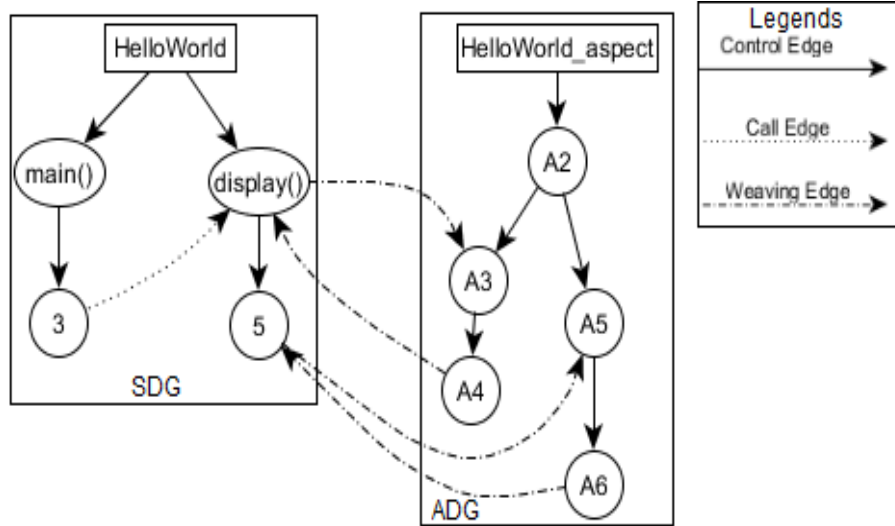 HelloWorld
main()
display()
3
5
SDG
HelloWorld_aspect
A2
A3
A5
A4
A6
ADG
Legends
Control Edge
Call Edge
Weaving Edge